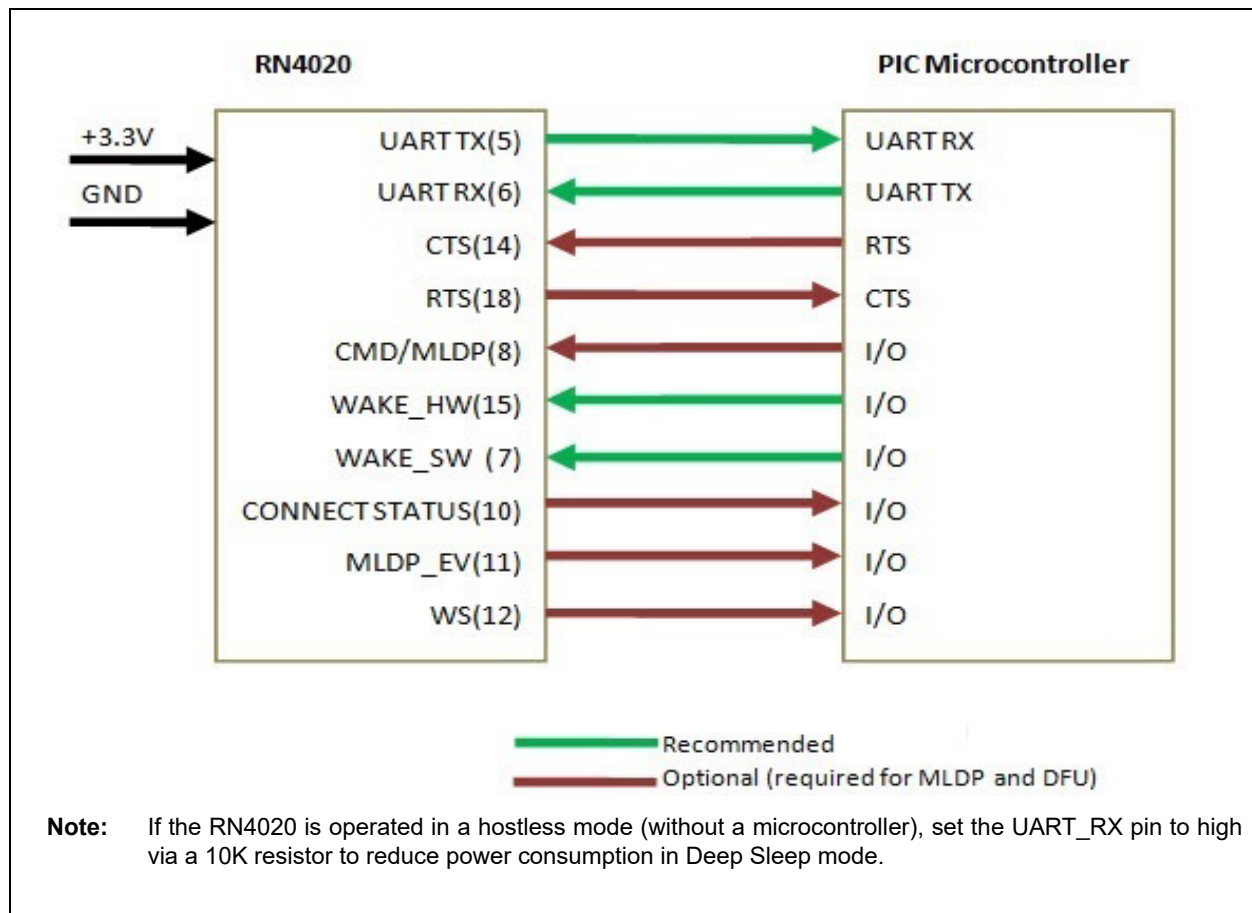 RN4020 PIC Microcontroller
+3.3V
GND
UART TX(5) UART RX
UART RX(6) UART TX
CTS(14) RTS
RTS(18) CTS
CMD/MLDP(8) I/O
WAKE_HW(15) I/O
WAKE_SW (7) I/O
CONNECT STATUS(10) I/O
MLDP_EV(11) I/O
WS(12) I/O
Recommended
Optional (required for MLDP and DFU)
Note: If the RN4020 is operated in a hostless mode (without a microcontroller), set the UART_RX pin to high
via a 10K resistor to reduce power consumption in Deep Sleep mode.